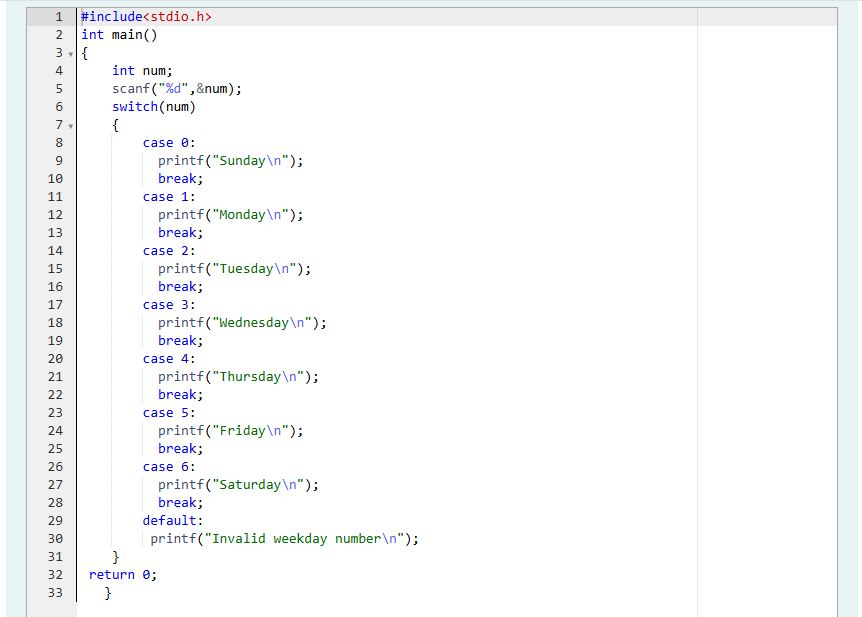 1 #include<stdio.h>
2 int main()
3 {
4 int num;
5 scanf("%d",&num);
6 switch(num)
7 {
8 case 0:
9 printf("Sunday\n");
10 break;
11 case 1:
12 printf("Monday\n");
13 break;
14 case 2:
15 printf("Tuesday\n");
16 break;
17 case 3:
18 printf("Wednesday\n");
19 break;
20 case 4:
21 printf("Thursday\n");
22 break;
23 case 5:
24 printf("Friday\n");
25 break;
26 case 6:
27 printf("Saturday\n");
28 break;
29 default:
30 printf("Invalid weekday number\n");
31 }
32 return 0;
33 }